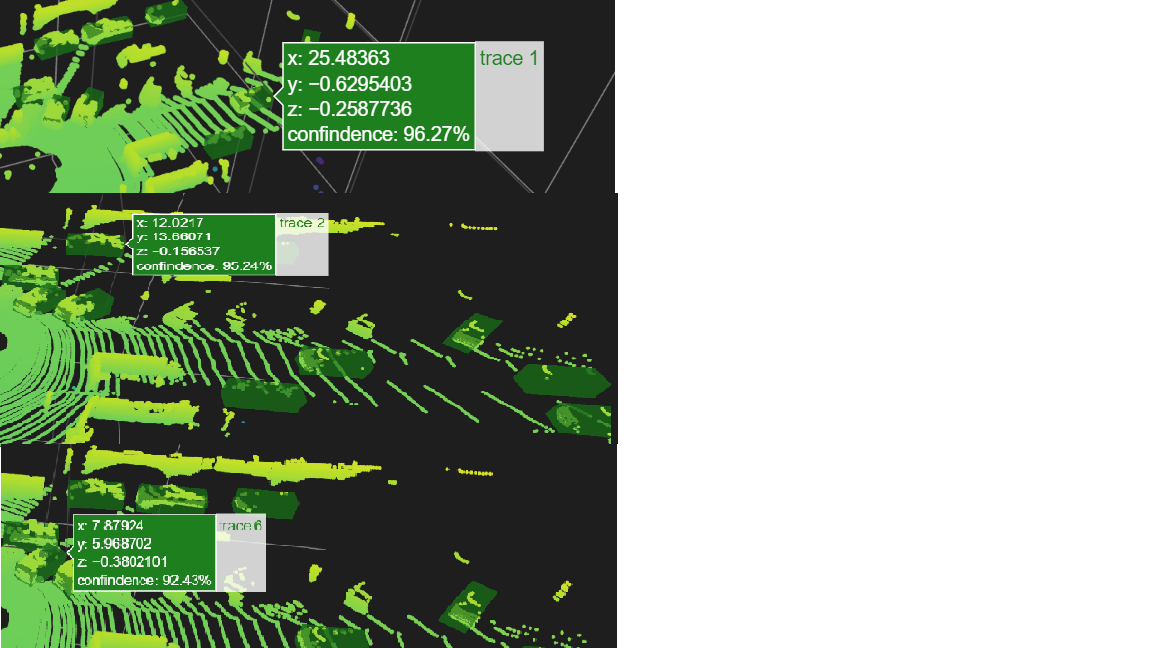 x: 25.48363 trace 1
y: −0.6295403
z: −0.2587736
confindence: 96.27%
x: 12.0217 trace 2
y: 13.66071
z: −0.156537
confindence: 95.24%
x: 7.87924 trace 6
y: 5.968702
z: −0.3802101
confindence: 92.43%